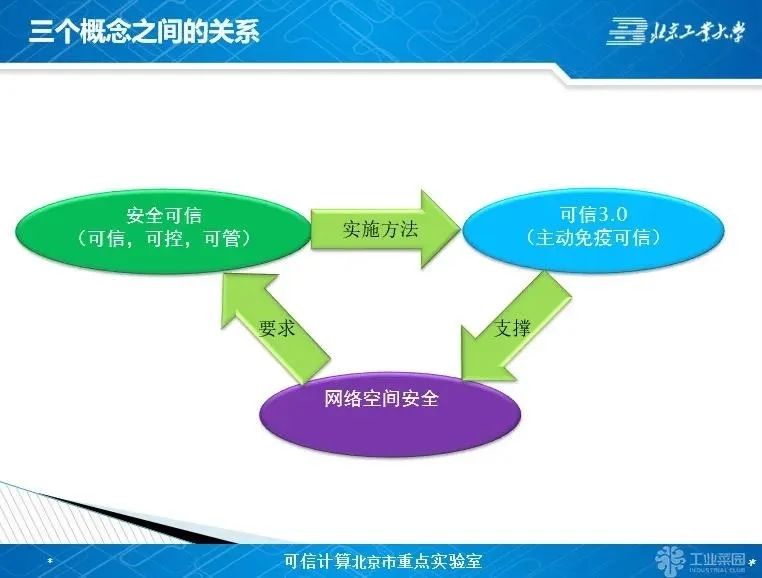 三个概念之间的关系
北京工业大学
安全可信
（可信，可控，可管）
实施方法
可信3.0
（主动免疫可信）
要求
支撑
网络空间安全
*
可信计算北京市重点实验室
工业菜园
INDUSTRIAL CLUB
*